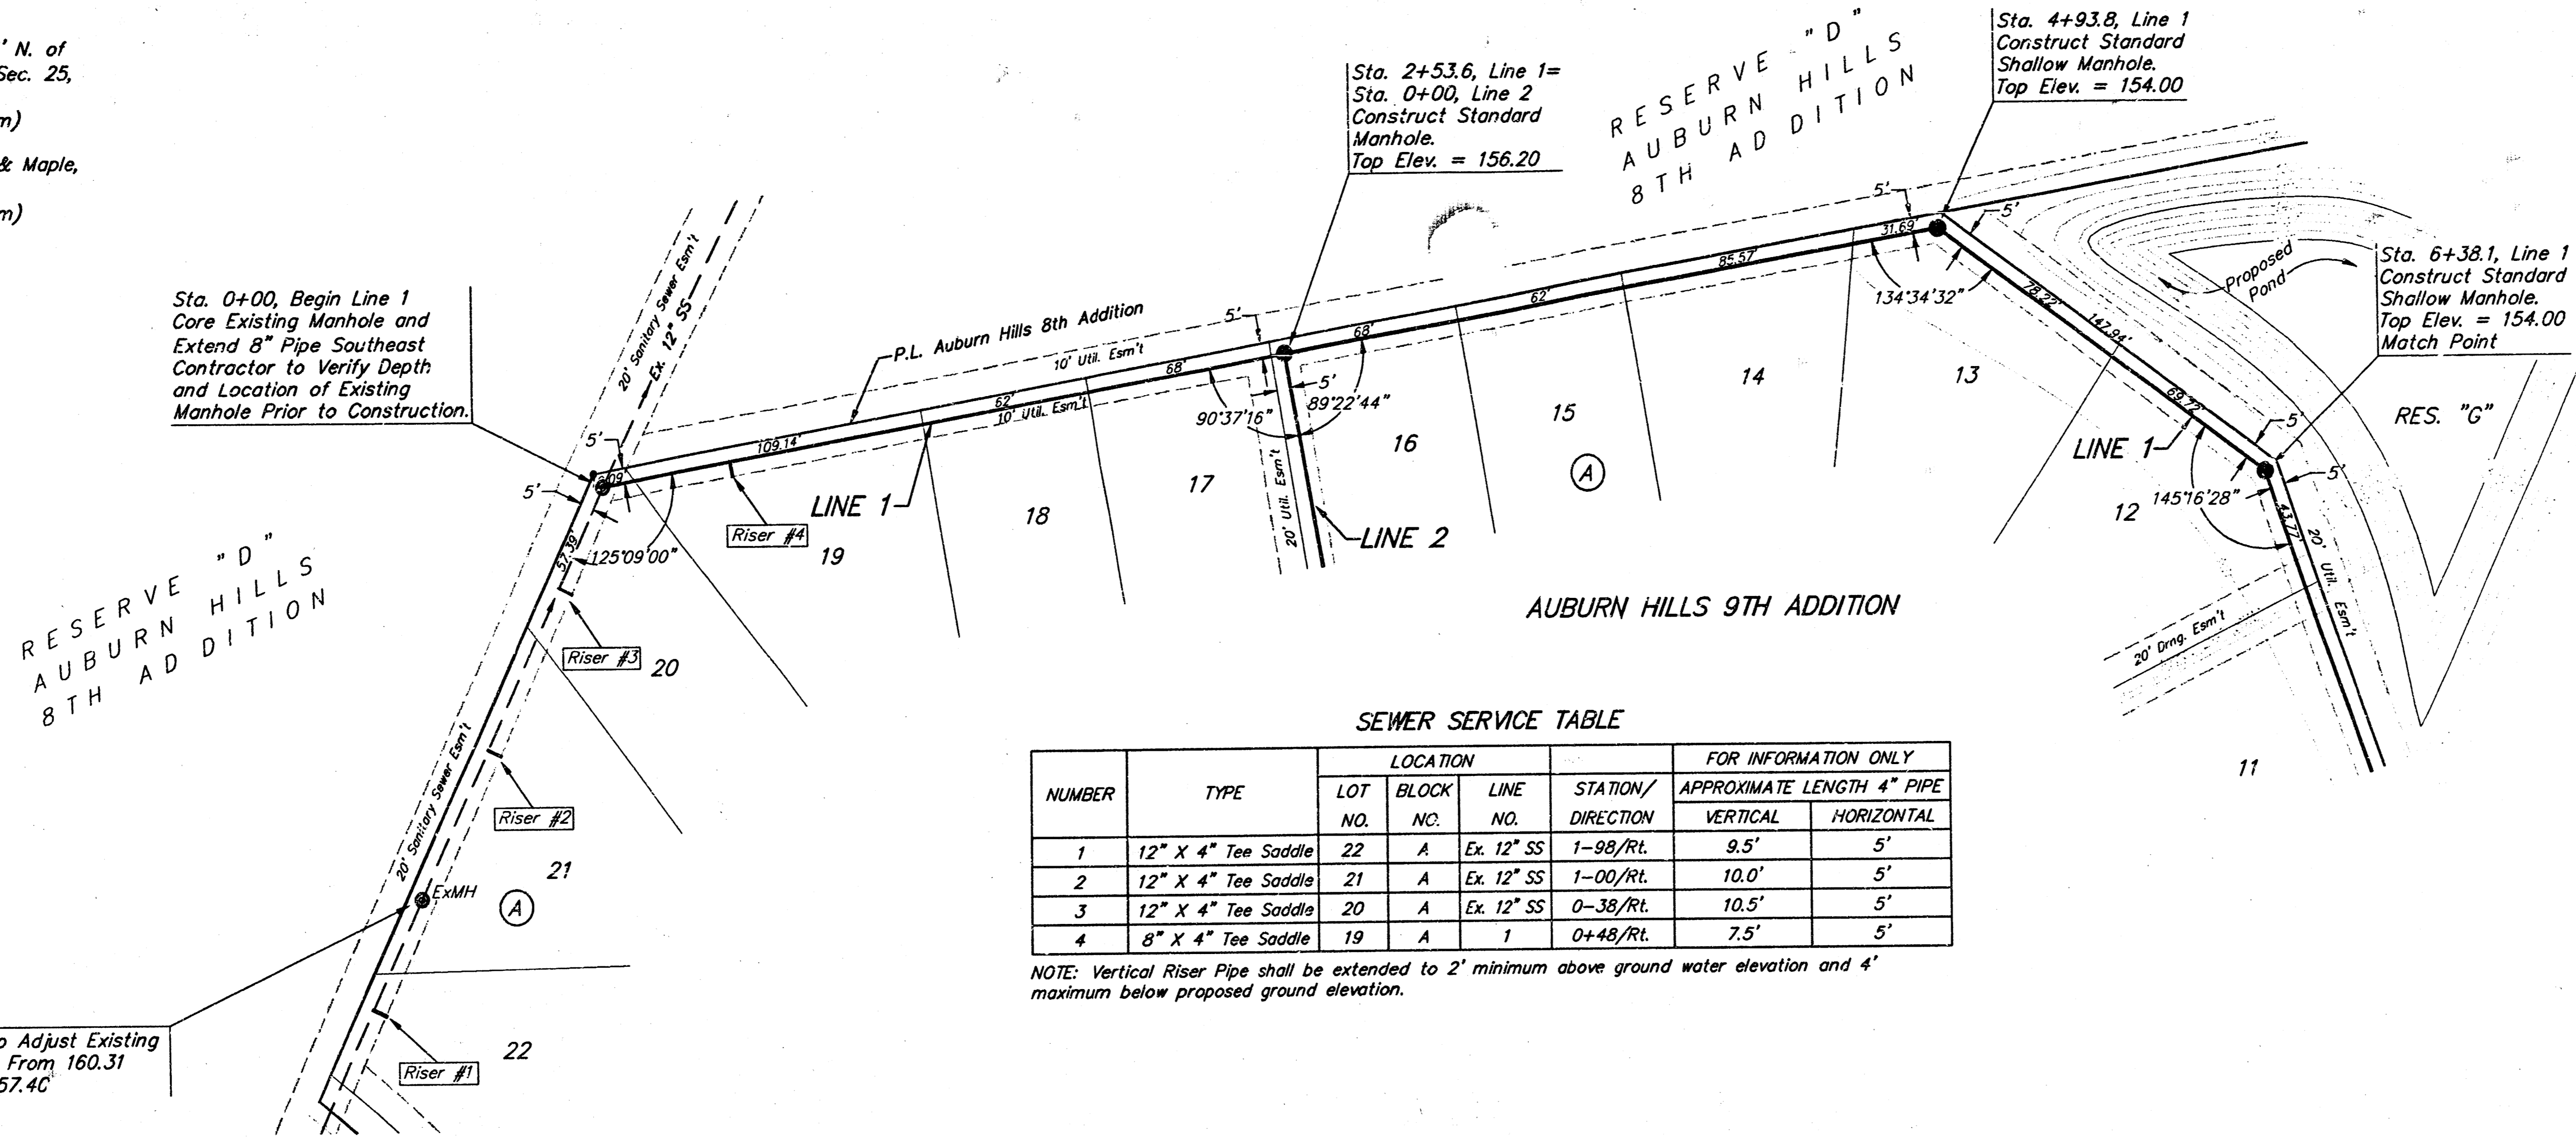 ' N. of
Sec. 25,
m)
& Maple,
m)
Sta. 0+00, Begin Line 1
Core Existing Manhole and
Extend 8" Pipe Southeast
Contractor to Verify Depth
and Location of Existing
Manhole Prior to Construction.
Sta. 2+53.6, Line 1=
Sta. 0+00, Line 2
Construct Standard
Manhole.
Top Elev. = 156.20
RESERVE "D"
AUBURN HILLS
8TH ADDITION
Sta. 4+93.8, Line 1
Construct Standard
Shallow Manhole.
Top Elev. = 154.00
Sta. 6+38.1, Line 1
Construct Standard
Shallow Manhole.
Top Elev. = 154.00
Match Point
Proposed
Pond
RES. "G"
20' Sanitary Sewer Esm't
Ex. 12" SS
P.L. Auburn Hills 8th Addition
10' Util. Esm't
10' Util. Esm't
5'
5'
109.14'
62'
68'
5'
5'
68'
62'
85.57'
31.69'
5'
5'
78.22'
147.94'
69.72'
5'
5'
43.77'
57.39'
125°09'00"
90°37'16"
89°22'44"
134°34'32"
145°16'28"
LINE 1
LINE 2
LINE 1
20' Util. Esm't
20' Util. Esm't
20' Drng. Esm't
Riser #4
Riser #3
Riser #2
Riser #1
19
18
17
16
15
14
13
12
11
20
21
22
A
A
RESERVE "D"
AUBURN HILLS
8TH ADDITION
20' Sanitary Sewer Esm't
ExMH
o Adjust Existing
From 160.31
57.40
AUBURN HILLS 9TH ADDITION
SEWER SERVICE TABLE
NUMBER TYPE LOCATION LOT NO. BLOCK NO. LINE NO. STATION/ DIRECTION FOR INFORMATION ONLY APPROXIMATE LENGTH 4" PIPE VERTICAL HORIZONTAL
1 12" X 4" Tee Saddle 22 A Ex. 12" SS 1-98/Rt. 9.5' 5'
2 12" X 4" Tee Saddle 21 A Ex. 12" SS 1-00/Rt. 10.0' 5'
3 12" X 4" Tee Saddle 20 A Ex. 12" SS 0-38/Rt. 10.5' 5'
4 8" X 4" Tee Saddle 19 A 1 0+48/Rt. 7.5' 5'
NOTE: Vertical Riser Pipe shall be extended to 2' minimum above ground water elevation and 4'
maximum below proposed ground elevation.